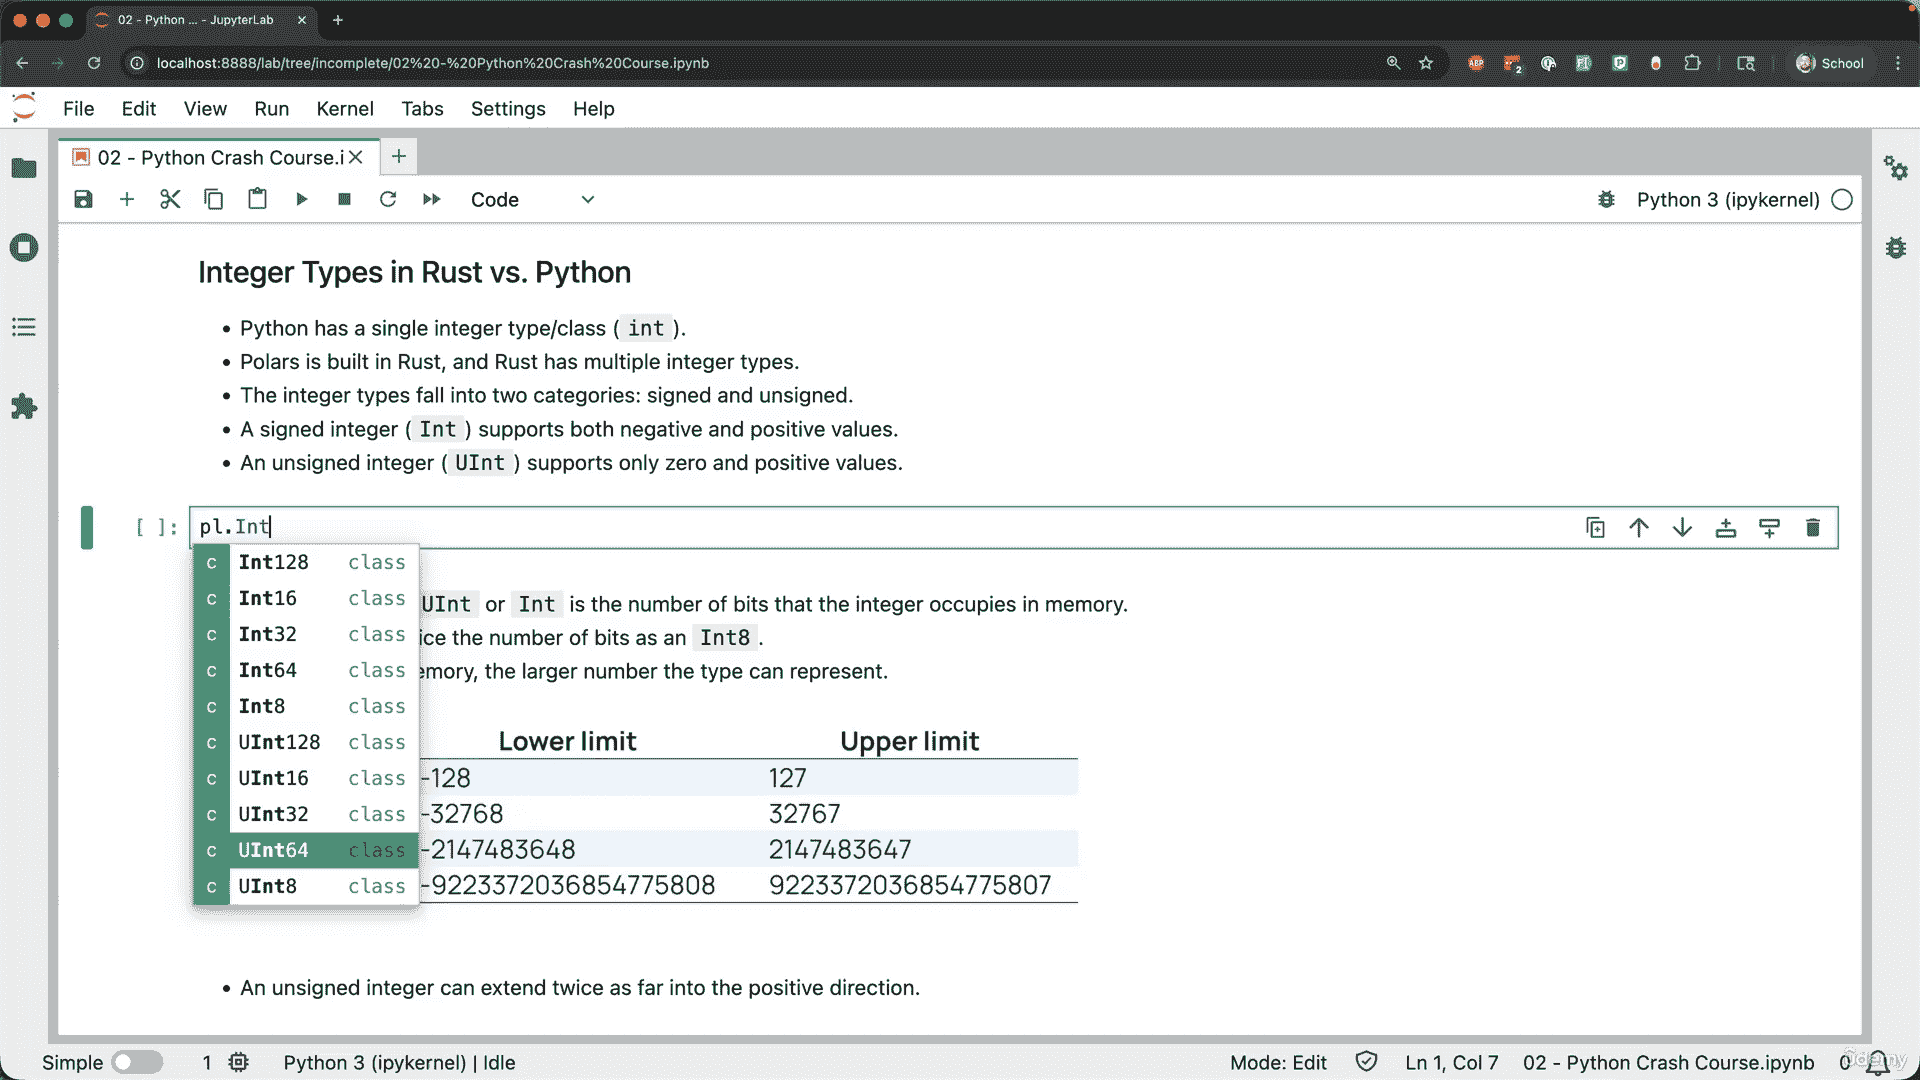 02 - Python ... - JupyterLab
localhost:8888/lab/tree/incomplete/02%20-%20Python%20Crash%20Course.ipynb
ABP
2
School
File Edit View Run Kernel Tabs Settings Help
02 - Python Crash Course.i
Code
Python 3 (ipykernel)
Integer Types in Rust vs. Python
• Python has a single integer type/class ( int ).
• Polars is built in Rust, and Rust has multiple integer types.
• The integer types fall into two categories: signed and unsigned.
• A signed integer ( Int ) supports both negative and positive values.
• An unsigned integer ( UInt ) supports only zero and positive values.
[ ]: pl.Int
c Int128 class
c Int16 class
c Int32 class
c Int64 class
c Int8 class
c UInt128 class
c UInt16 class
c UInt32 class
c UInt64 class
c UInt8 class
UInt or Int is the number of bits that the integer occupies in memory.
ice the number of bits as an Int8 .
emory, the larger number the type can represent.
Lower limit Upper limit
-128 127
-32768 32767
-2147483648 2147483647
-9223372036854775808 9223372036854775807
• An unsigned integer can extend twice as far into the positive direction.
Simple 1 Python 3 (ipykernel) | Idle Mode: Edit Ln 1, Col 7 02 - Python Crash Course.ipynb 0
Udemy